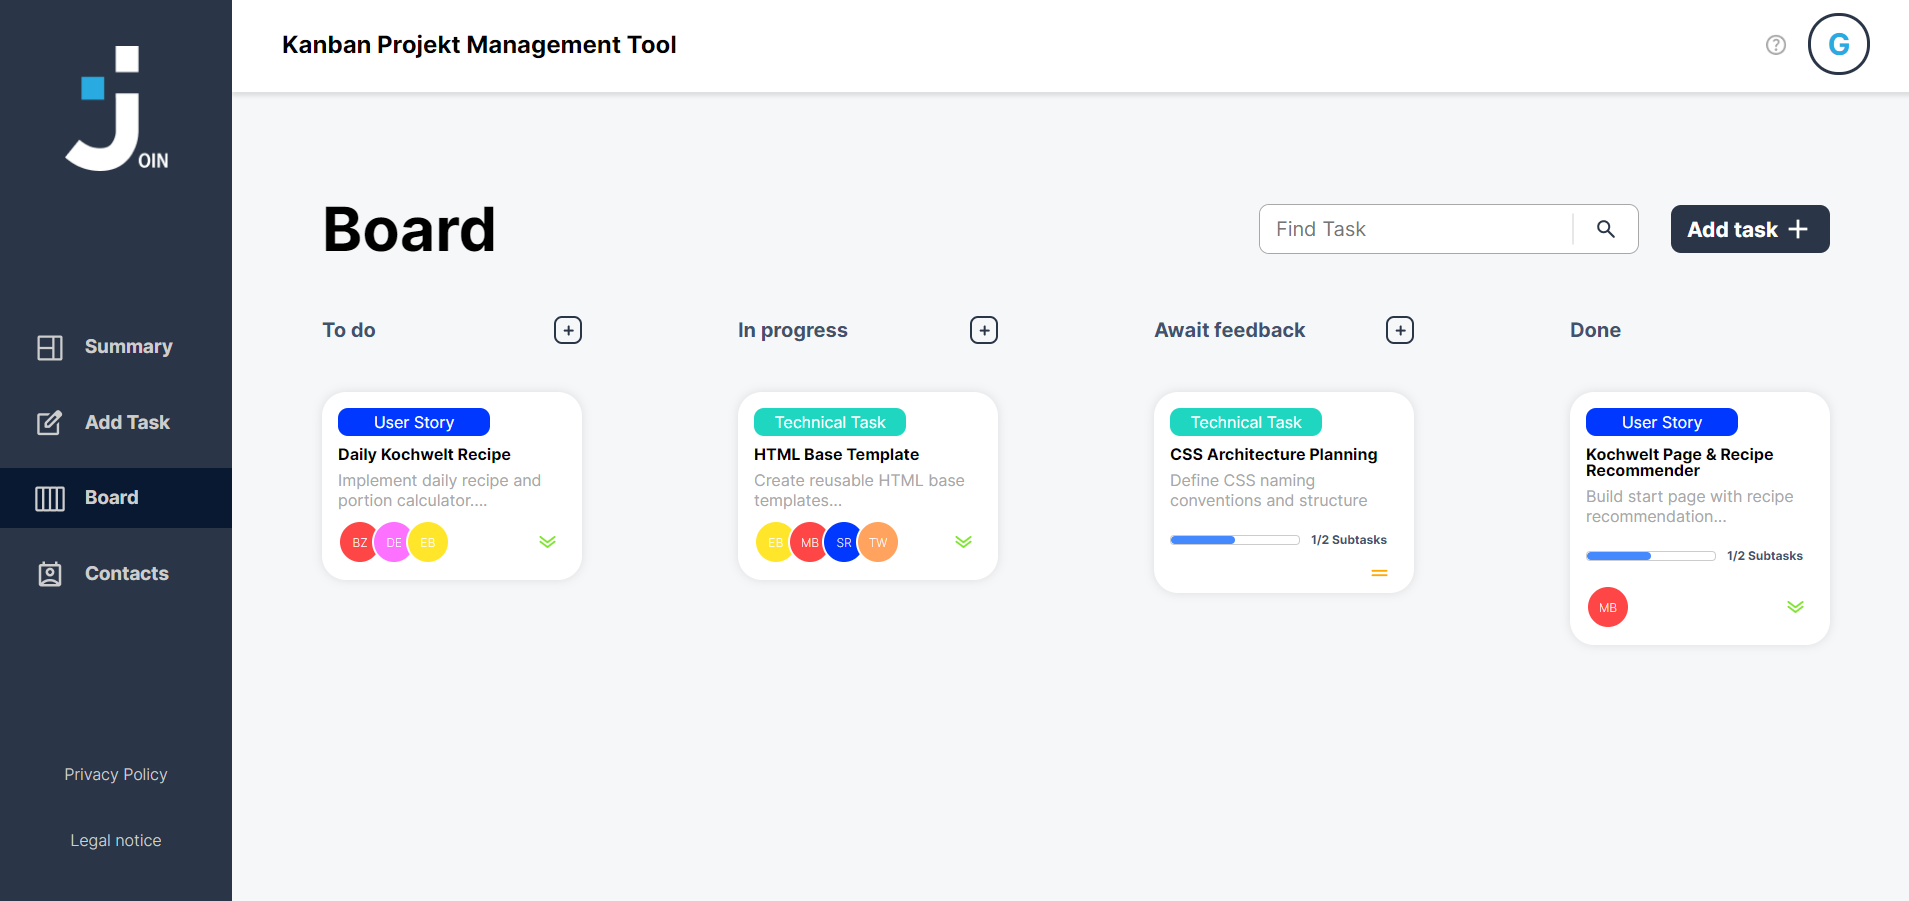 OIN
Summary
Add Task
Board
Contacts
Privacy Policy
Legal notice
Kanban Projekt Management Tool
?
G
Board
Find Task
Add task +
To do
+
Daily Kochwelt Recipe
User Story
Implement daily recipe and
portion calculator....
BZ DE EB
In progress
+
Technical Task
HTML Base Template
Create reusable HTML base
templates...
EB MB SR TW
Await feedback
+
Technical Task
CSS Architecture Planning
Define CSS naming
conventions and structure
1/2 Subtasks
Done
User Story
Kochwelt Page & Recipe
Recommender
Build start page with recipe
recommendation...
1/2 Subtasks
MB